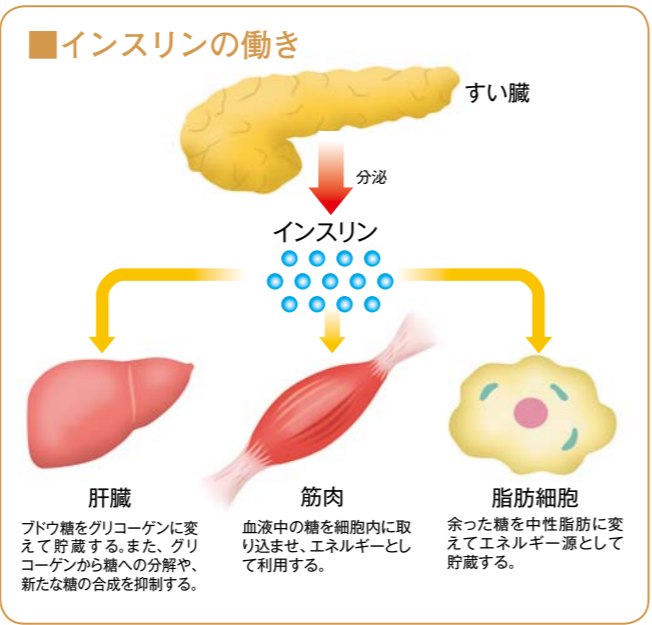 ■インスリンの働き
すい臓
分泌
インスリン
肝臓
ブドウ糖をグリコーゲンに変
えて貯蔵する。また、グリ
コーゲンから糖への分解や、
新たな糖の合成を抑制する。
筋肉
血液中の糖を細胞内に取
り込ませ、エネルギーとし
て利用する。
脂肪細胞
余った糖を中性脂肪に変
えてエネルギー源として
貯蔵する。